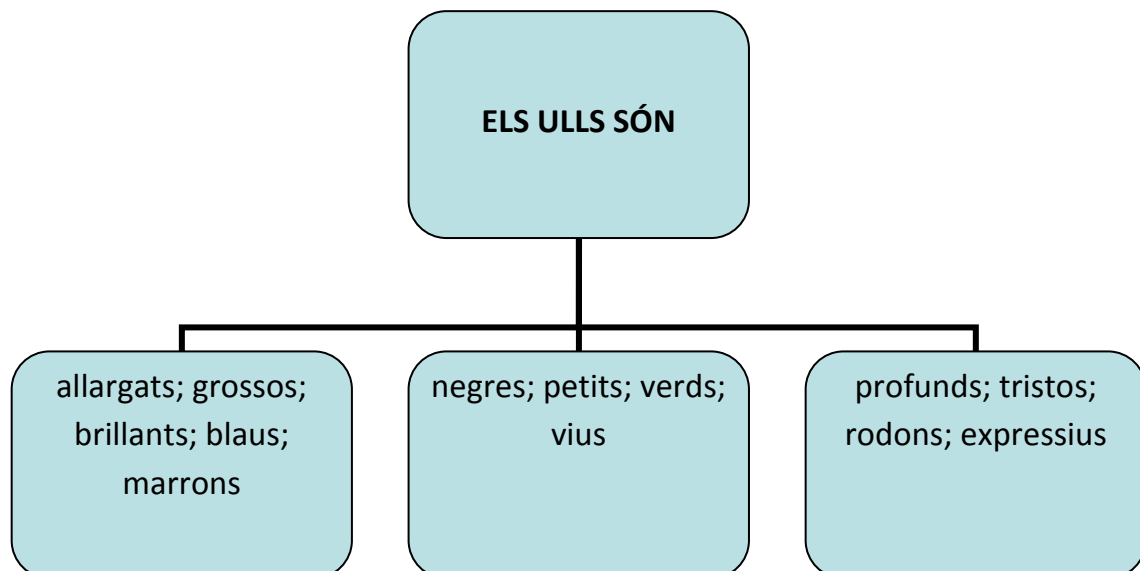 ELS ULLS SÓN
allargats; grossos;
brillants; blaus;
marrons
negres; petits; verds;
vius
profunds; tristos;
rodons; expressius